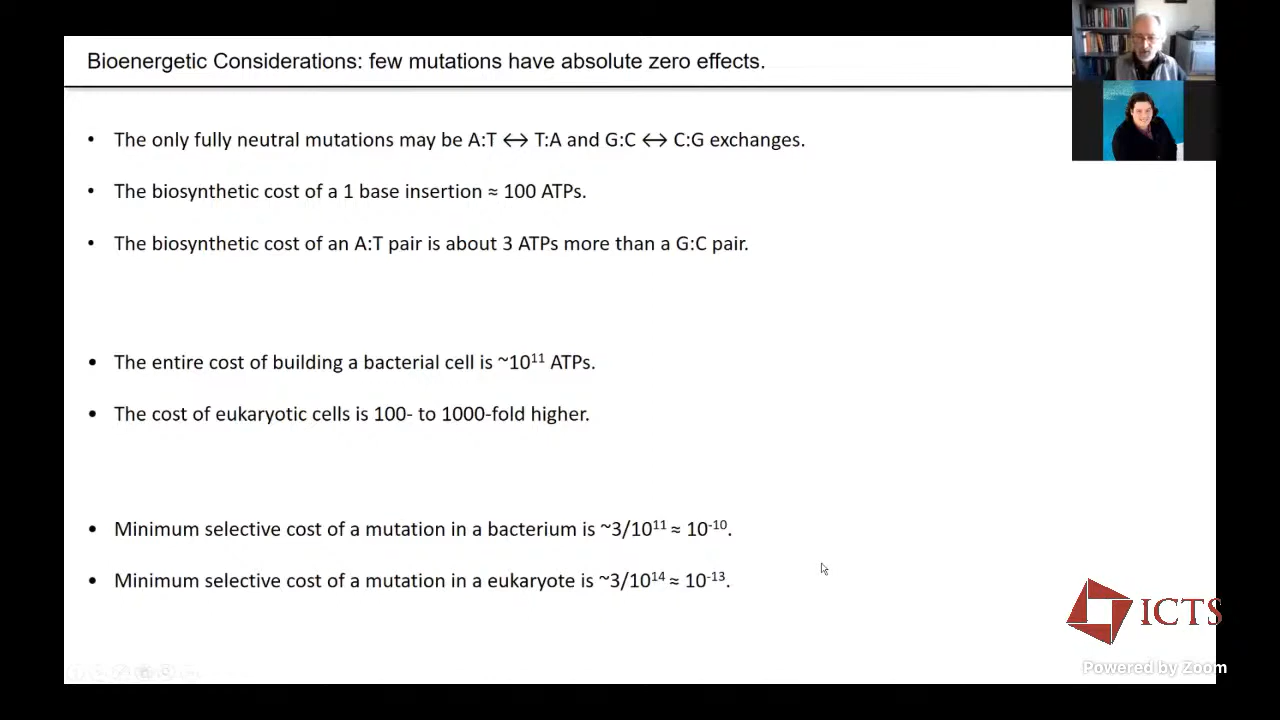 Bioenergetic Considerations: few mutations have absolute zero effects.
• The only fully neutral mutations may be A:T ↔ T:A and G:C ↔ C:G exchanges.
• The biosynthetic cost of a 1 base insertion ≈ 100 ATPs.
• The biosynthetic cost of an A:T pair is about 3 ATPs more than a G:C pair.
• The entire cost of building a bacterial cell is ~10¹¹ ATPs.
• The cost of eukaryotic cells is 100- to 1000-fold higher.
• Minimum selective cost of a mutation in a bacterium is ~3/10¹¹ ≈ 10⁻¹⁰.
• Minimum selective cost of a mutation in a eukaryote is ~3/10¹⁴ ≈ 10⁻¹³.
ICTS
Powered by Zoom